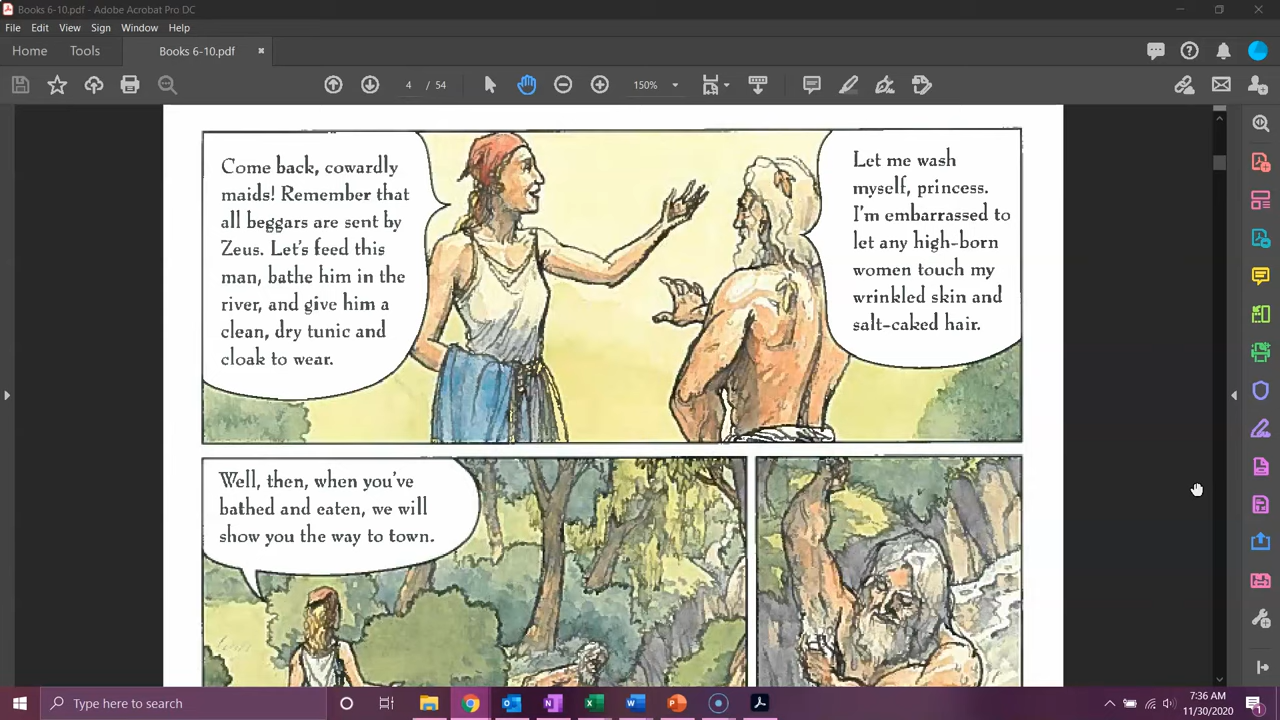 Books 6-10.pdf - Adobe Acrobat Pro DC
File Edit View Sign Window Help
Home Tools Books 6-10.pdf
4 / 54 150%
Come back, cowardly
maids! Remember that
all beggars are sent by
Zeus. Let's feed this
man, bathe him in the
river, and give him a
clean, dry tunic and
cloak to wear.
Let me wash
myself, princess.
I'm embarrassed to
let any high-born
women touch my
wrinkled skin and
salt-caked hair.
Well, then, when you've
bathed and eaten, we will
show you the way to town.
Type here to search
7:36 AM
11/30/2020
1